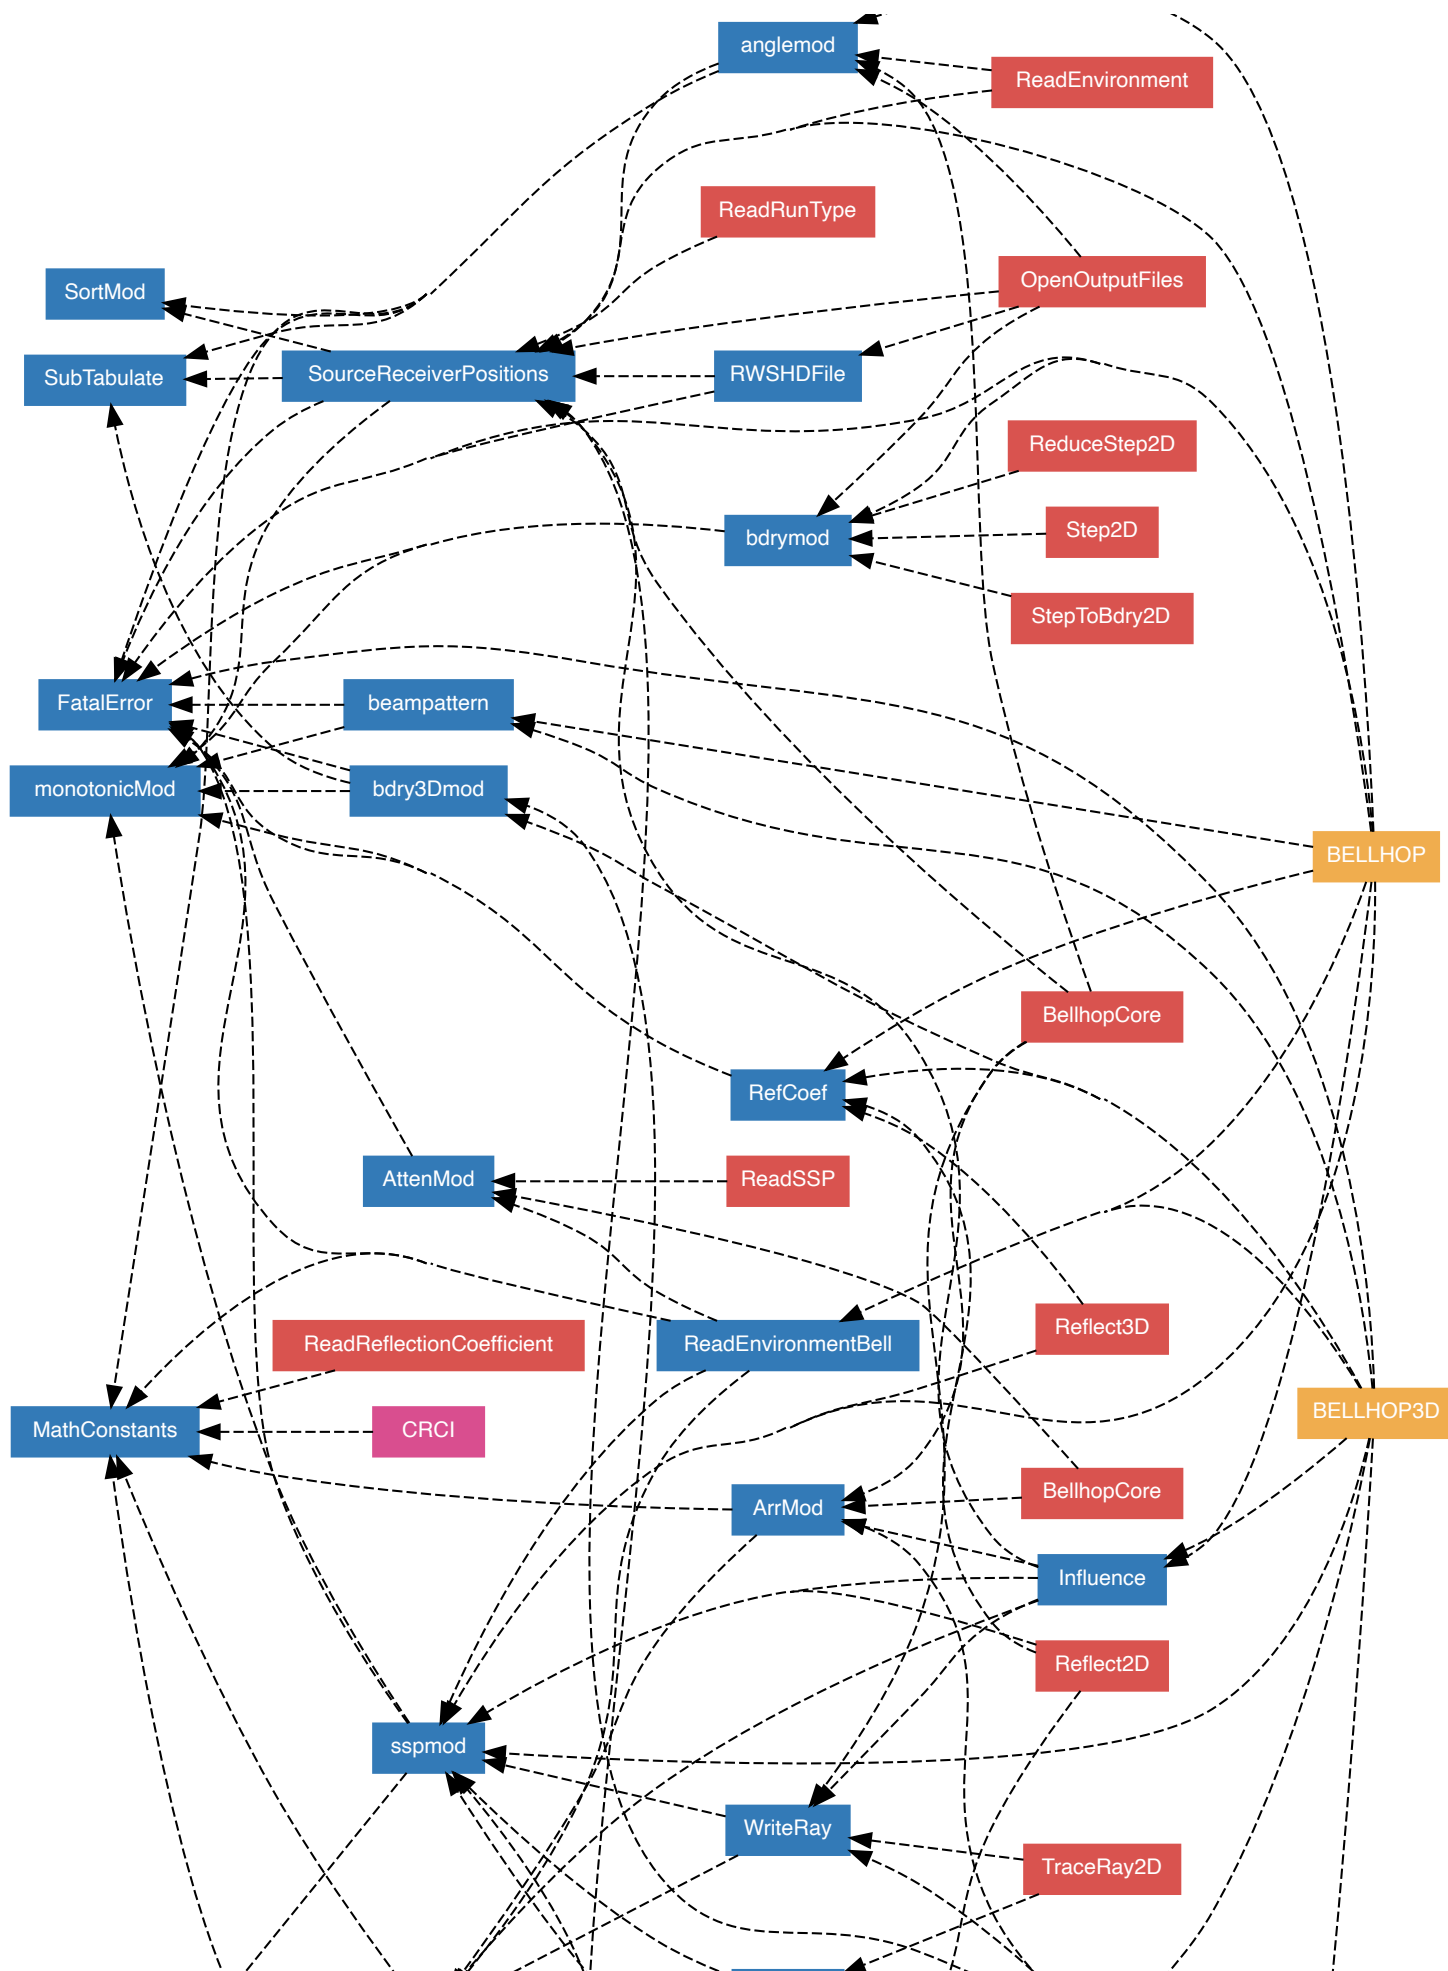 anglemod
ReadEnvironment
ReadRunType
OpenOutputFiles
SortMod
SubTabulate
SourceReceiverPositions
RWSHDFile
ReduceStep2D
Step2D
bdrymod
StepToBdry2D
FatalError
beampattern
monotonicMod
bdry3Dmod
BELLHOP
BellhopCore
RefCoef
AttenMod
ReadSSP
Reflect3D
ReadReflectionCoefficient
ReadEnvironmentBell
BELLHOP3D
MathConstants
CRCI
BellhopCore
ArrMod
Influence
Reflect2D
sspmod
WriteRay
TraceRay2D